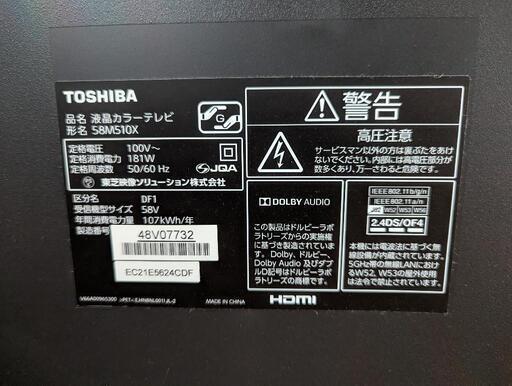 TOSHIBA
品名 液晶カラーテレビ
形名 58M510X
定格電圧 100V~
定格消費電力 181W
定格周波数 50/60 Hz
JQA
東芝映像ソリューション株式会社
区分名 DF1
受信機型サイズ 58V
年間消費電力量 107kWh/年
製造番号
48V07732
EC21E5624CDF
MADE IN CHINA
警告
高圧注意
サービスマン以外の方は裏ぶたをあけ
ないでください。内部には高電圧部分が
数多くあり、万一さわると危険です。
DOLBY AUDIO
この製品はドルビーラボ
ラトリーズからの実施権
に基づき製造されていま
す。Dolby、ドルビー、
Dolby Audio 及びダブ
ルD記号はドルビーラボ
ラトリーズの商標です。
HDMI
IEEE802.11b/g/n
IEEE802.11a/n
W52 W53 W56
2.4DS/OF4
本機には電波法に基づく無
線設備が内蔵されています。
5GHz帯の無線LANにおけ
るW52、W53の屋外使用
は法令で禁止されています。